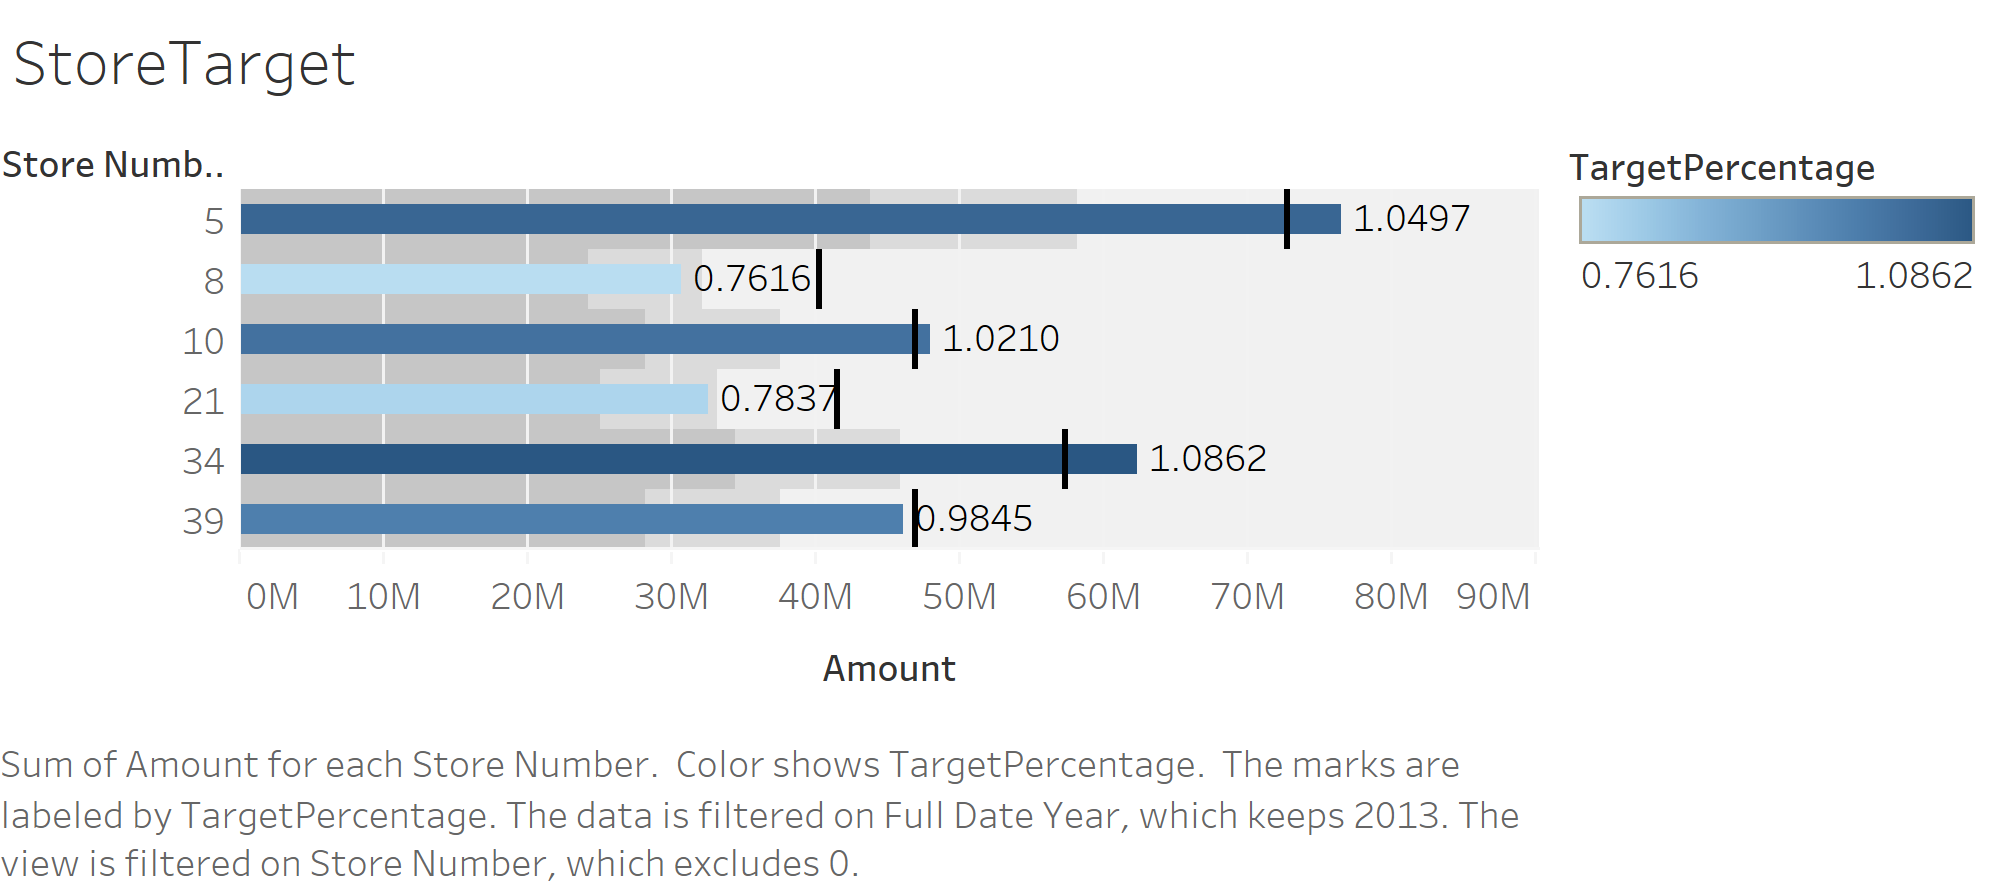 StoreTarget
Store Numb..
TargetPercentage
5 1.0497
8 0.7616
10 1.0210
21 0.7837
34 1.0862
39 0.9845
0.7616 1.0862
0M 10M 20M 30M 40M 50M 60M 70M 80M 90M
Amount
Sum of Amount for each Store Number.  Color shows TargetPercentage.  The marks are
labeled by TargetPercentage. The data is filtered on Full Date Year, which keeps 2013. The
view is filtered on Store Number, which excludes 0.